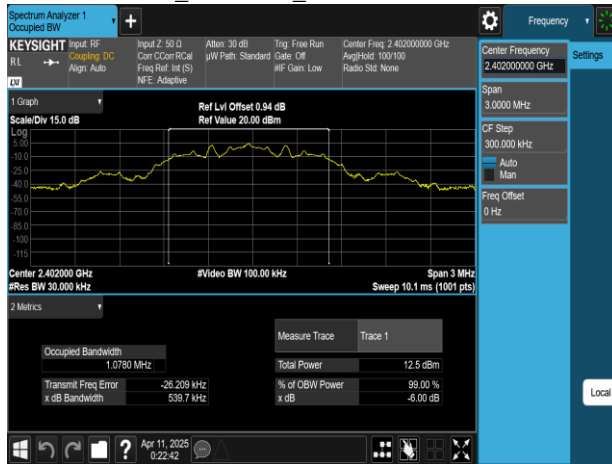 Spectrum Analyzer 1
Occupied BW
+
Frequency
KEYSIGHT
RL
LXI
Input: RF
Coupling: DC
Align: Auto
Input Z: 50 Ω
Corr CCorr RCal
Freq Ref: Int (S)
NFE: Adaptive
Atten: 30 dB
µW Path: Standard
Trig: Free Run
Gate: Off
#IF Gain: Low
Center Freq: 2.402000000 GHz
Avg|Hold: 100/100
Radio Std: None
Center Frequency
2.402000000 GHz
Settings
Span
3.0000 MHz
CF Step
300.000 kHz
Auto
Man
Freq Offset
0 Hz
Local
1 Graph
Scale/Div 15.0 dB
Ref Lvl Offset 0.94 dB
Ref Value 20.00 dBm
Log
5.00
-10.0
-25.0
-40.0
-55.0
-70.0
-85.0
-100
-115
Center 2.402000 GHz
#Res BW 30.000 kHz
#Video BW 100.00 kHz
Span 3 MHz
Sweep 10.1 ms (1001 pts)
2 Metrics
Measure Trace
Trace 1
Occupied Bandwidth
1.0780 MHz
Total Power
12.5 dBm
Transmit Freq Error
-26.209 kHz
% of OBW Power
99.00 %
x dB Bandwidth
539.7 kHz
x dB
-6.00 dB
?
Apr 11, 2025
0:22:42